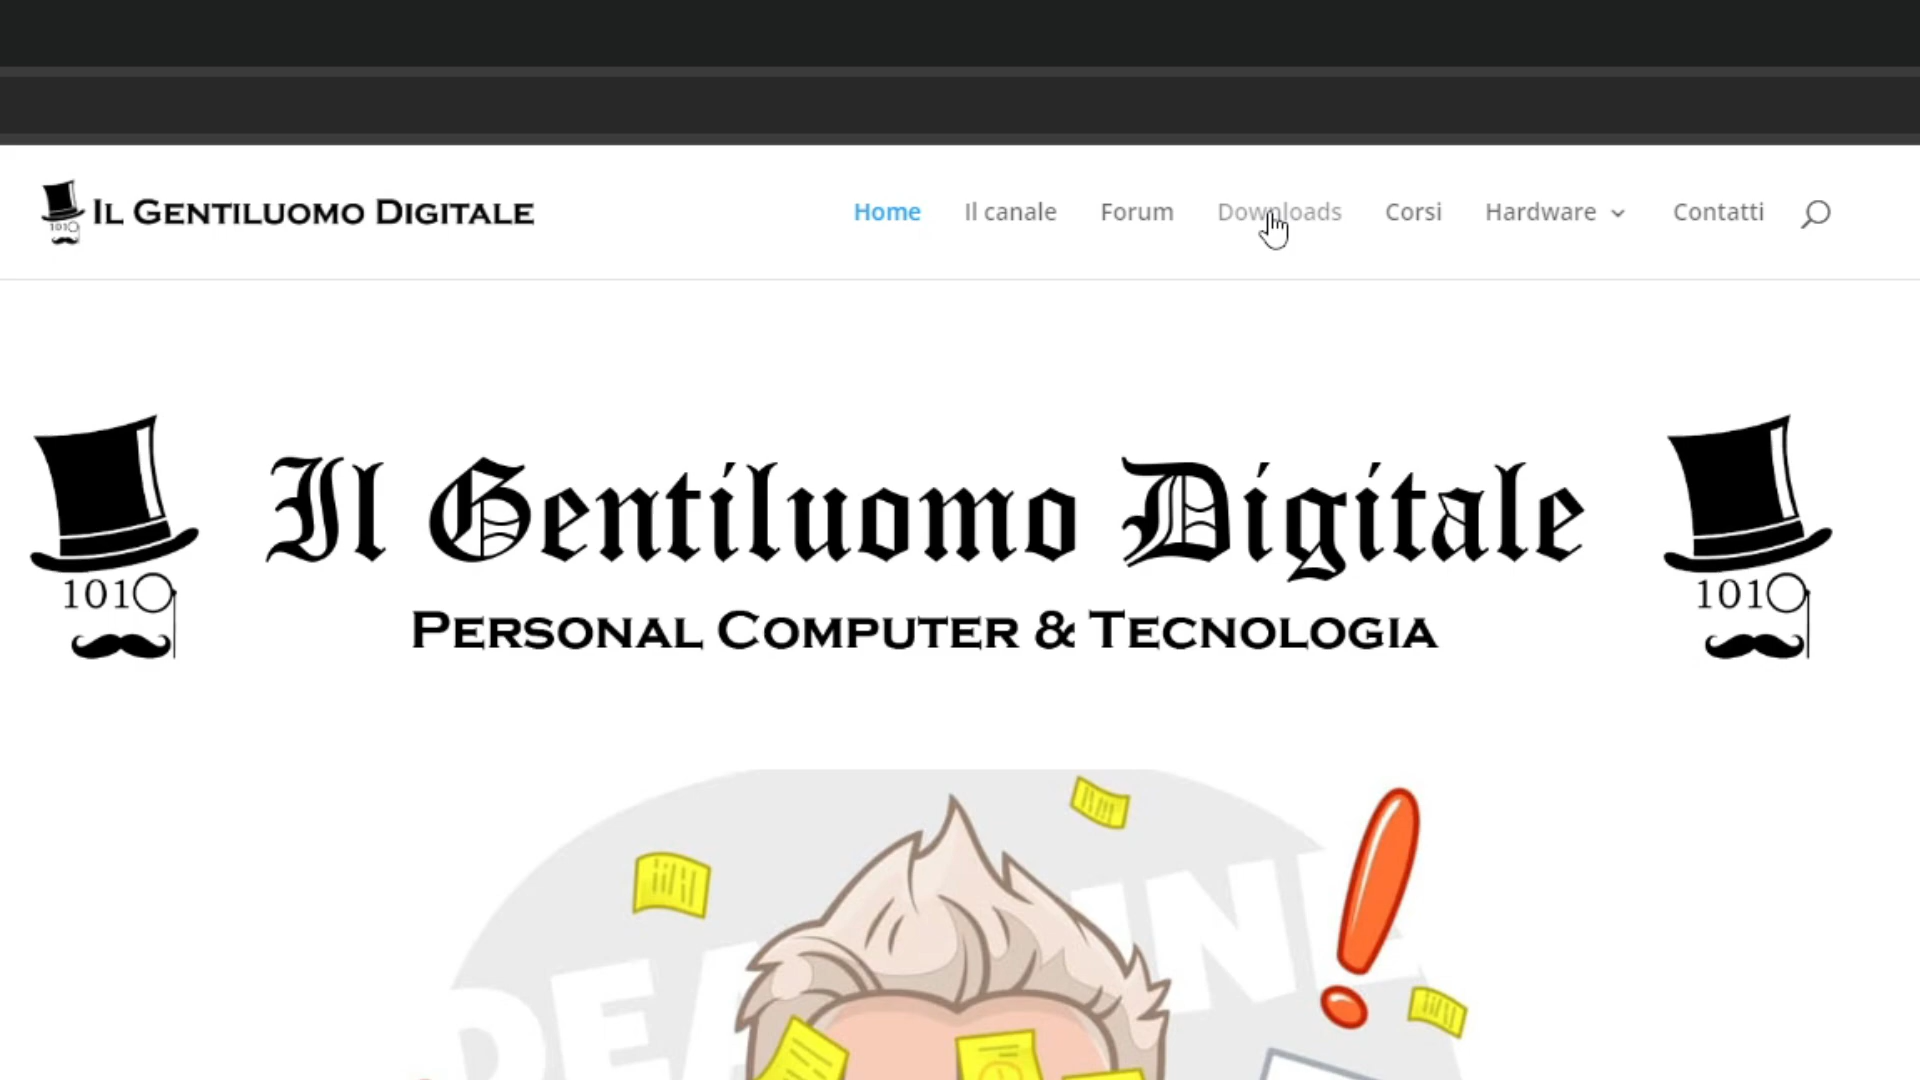 IL GENTILUOMO DIGITALE
Home Il canale Forum Downloads Corsi Hardware Contatti
Il Gentiluomo Digitale
1010 1010
PERSONAL COMPUTER & TECNOLOGIA